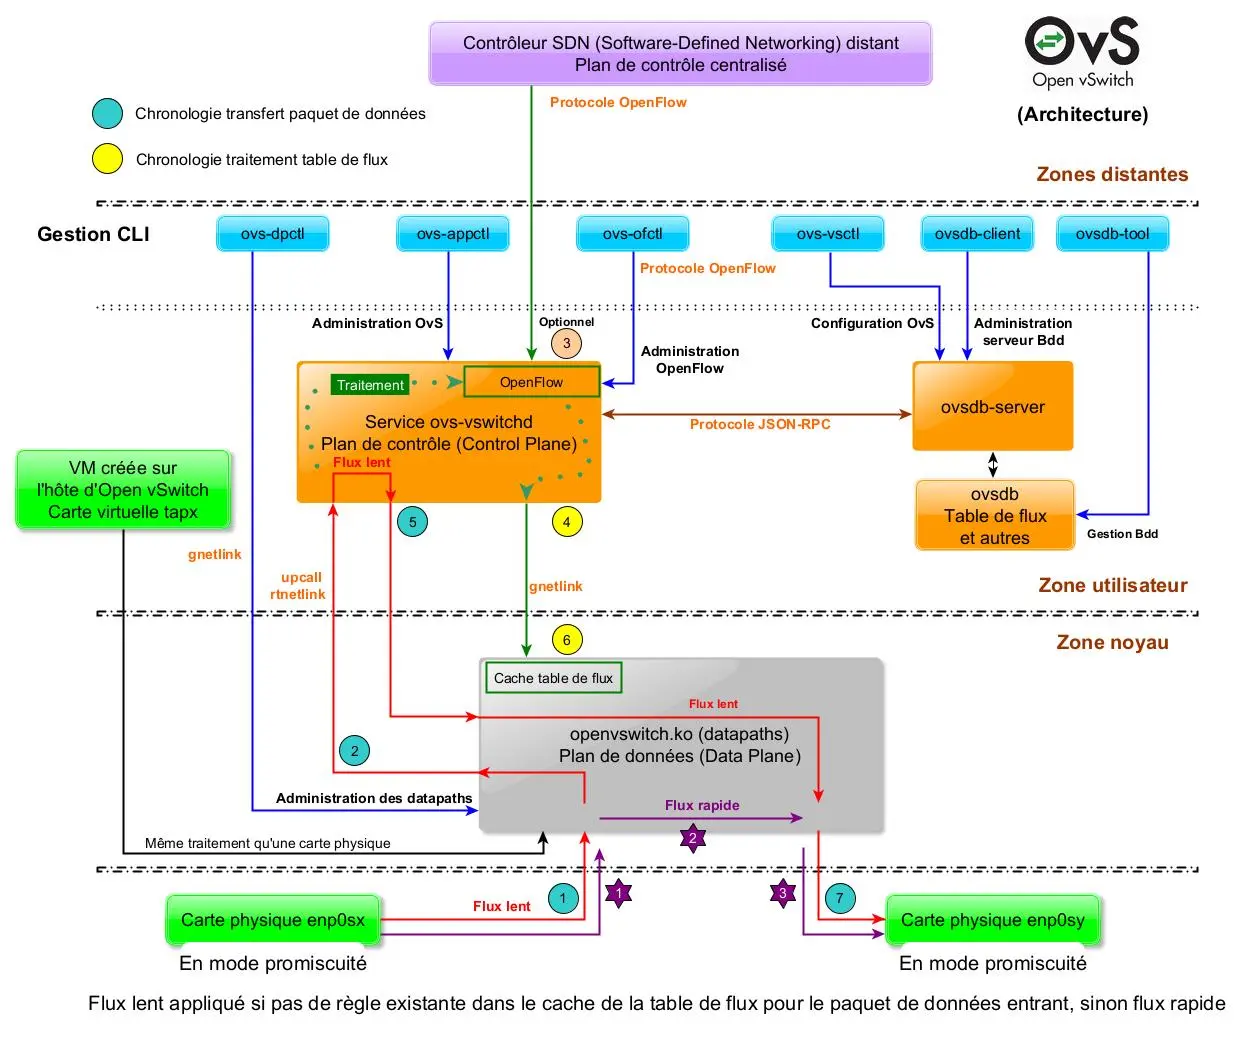 Contrôleur SDN (Software-Defined Networking) distant
Plan de contrôle centralisé
OvS
Open vSwitch
(Architecture)
Protocole OpenFlow
Chronologie transfert paquet de données
Chronologie traitement table de flux
Zones distantes
Gestion CLI
ovs-dpctl
ovs-appctl
ovs-ofctl
ovs-vsctl
ovsdb-client
ovsdb-tool
Protocole OpenFlow
Administration OvS
Optionnel
3
Configuration OvS
Administration
serveur Bdd
Administration
OpenFlow
Traitement
OpenFlow
Service ovs-vswitchd
Plan de contrôle (Control Plane)
Flux lent
Protocole JSON-RPC
ovsdb-server
VM créée sur
l'hôte d'Open vSwitch
Carte virtuelle tapx
ovsdb
Table de flux
et autres
5
4
Gestion Bdd
gnetlink
upcall
rtnetlink
gnetlink
Zone utilisateur
6
Zone noyau
Cache table de flux
Flux lent
openvswitch.ko (datapaths)
Plan de données (Data Plane)
2
Administration des datapaths
Flux rapide
2
Même traitement qu'une carte physique
1
1
3
7
Carte physique enp0sx
Flux lent
Carte physique enp0sy
En mode promiscuité
En mode promiscuité
Flux lent appliqué si pas de règle existante dans le cache de la table de flux pour le paquet de données entrant, sinon flux rapide